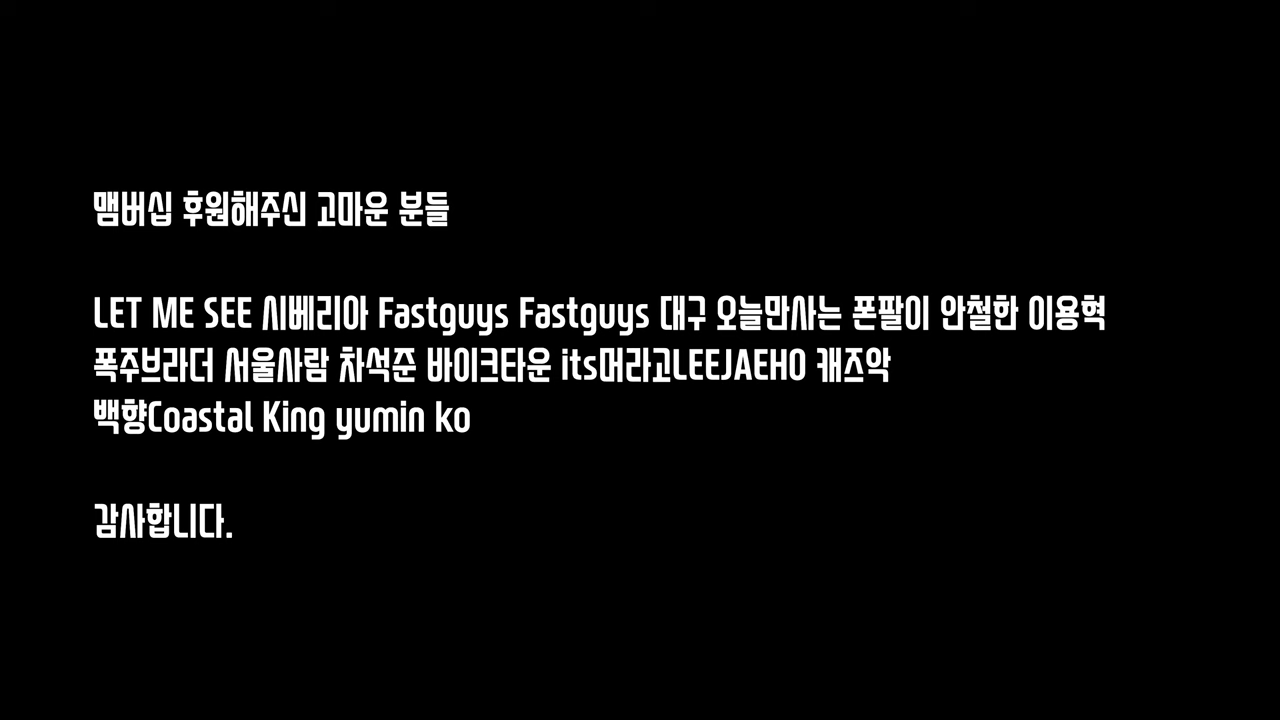 맴버십 후원해주신 고마운 분들
LET ME SEE 시베리아 Fastguys Fastguys 대구 오늘만사는 폰팔이 안철한 이용혁
폭주브라더 서울사람 차석준 바이크타운 its머라고LEEJAEHO 캐즈악
백향Coastal King yumin ko
감사합니다.